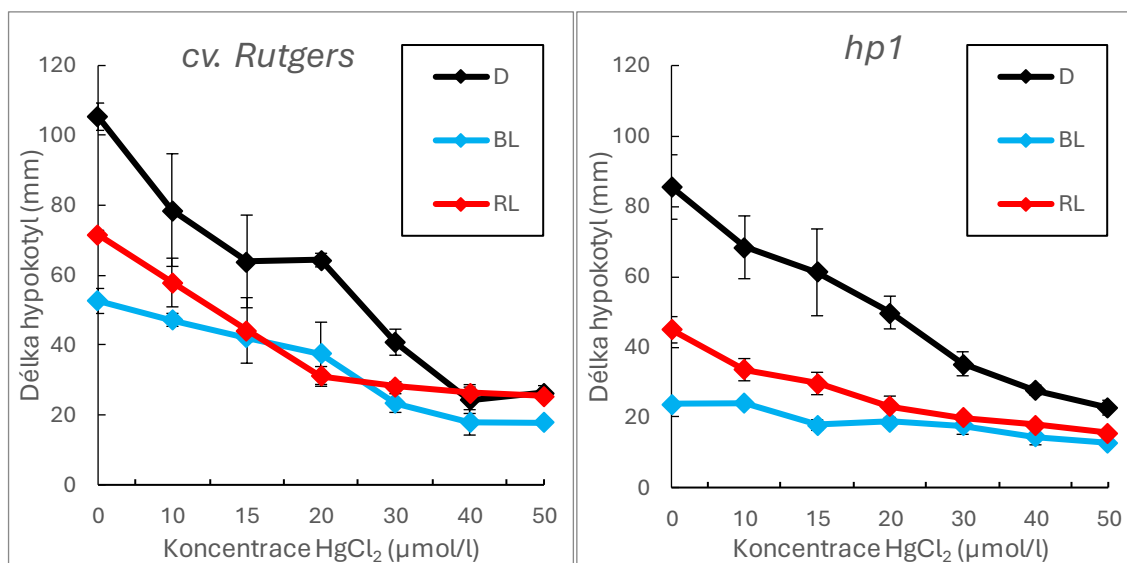 cv. Rutgers
D
BL
RL
Délka hypokotyl (mm)
120
100
80
60
40
20
0
0 10 15 20 30 40 50
Koncentrace HgCl₂ (µmol/l)
hp1
D
BL
RL
Délka hypokotyl (mm)
120
100
80
60
40
20
0
0 10 15 20 30 40 50
Koncentrace HgCl₂ (µmol/l)